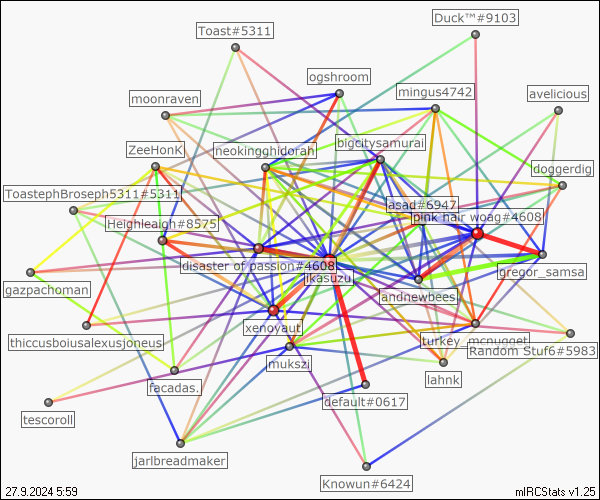 Duck™#9103
Toast#5311
ogshroom
mingus4742
avelicious
moonraven
bigcitysamurai
ZeeHonK
neokingghidorah
doggerdig
ToastephBroseph5311#5311
asad#6947
pink hair woag#4608
Heighleaigh#8575
disaster of passion#4608
ikasuzu
gregor_samsa
gazpachoman
andnewbees.
xenoyaut
thiccusboiusalexusjoneus
turkey_mcnugget
Random Stuf6#5983
mukszi
lahnk
facadas.
default#0617
tescoroll
jarlbreadmaker
Knowun#6424
27.9.2024 5:59
mIRCStats v1.25